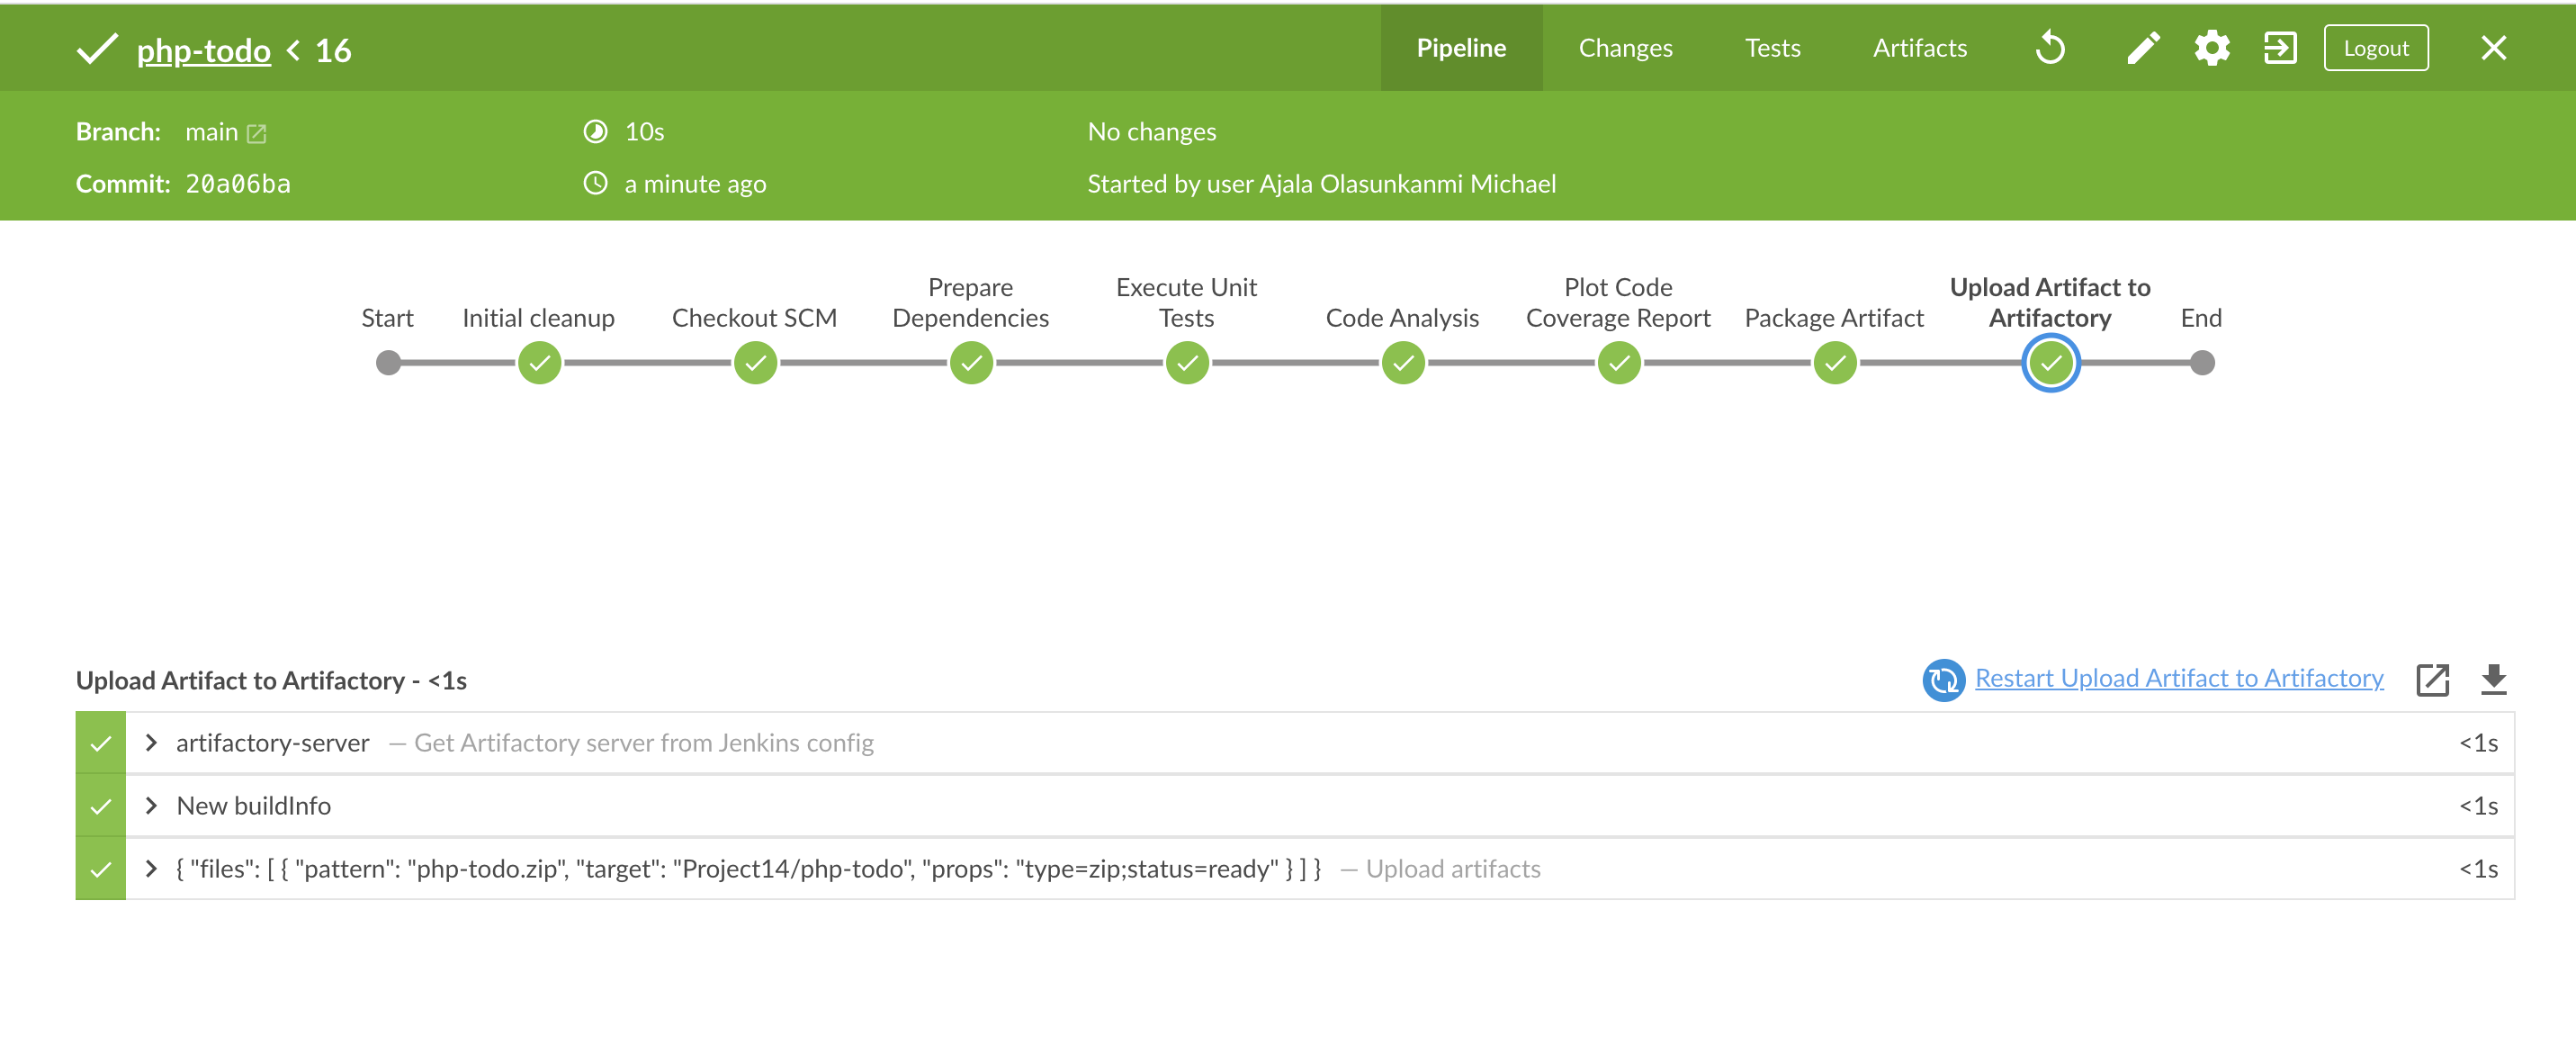 php-todo < 16
Pipeline
Changes
Tests
Artifacts
Logout
Branch: main
10s
No changes
Commit: 20a06ba
a minute ago
Started by user Ajala Olasunkanmi Michael
Start
Initial cleanup
Checkout SCM
Prepare
Dependencies
Execute Unit
Tests
Code Analysis
Plot Code
Coverage Report
Package Artifact
Upload Artifact to
Artifactory
End
Upload Artifact to Artifactory - <1s
Restart Upload Artifact to Artifactory
artifactory-server — Get Artifactory server from Jenkins config <1s
New buildInfo <1s
{ "files": [ { "pattern": "php-todo.zip", "target": "Project14/php-todo", "props": "type=zip;status=ready" } ] } — Upload artifacts <1s